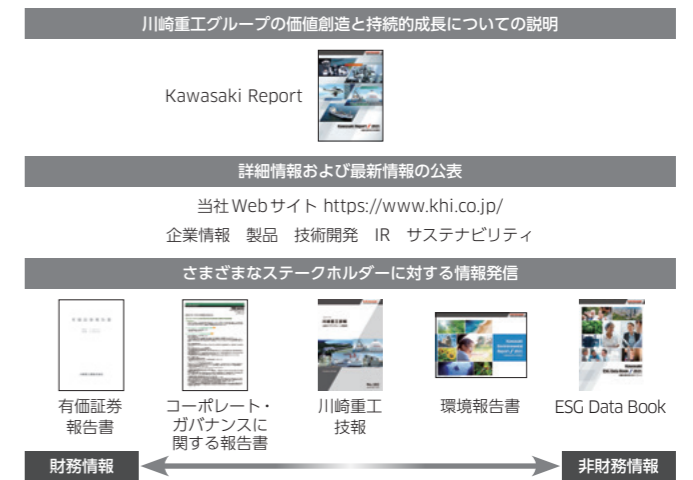 川崎重工グループの価値創造と持続的成長についての説明
Kawasaki Report
詳細情報および最新情報の公表
当社Webサイト https://www.khi.co.jp/
企業情報 製品 技術開発 IR サステナビリティ
さまざまなステークホルダーに対する情報発信
有価証券
報告書
コーポレート・
ガバナンスに
関する報告書
川崎重工
技報
環境報告書
ESG Data Book
財務情報
非財務情報